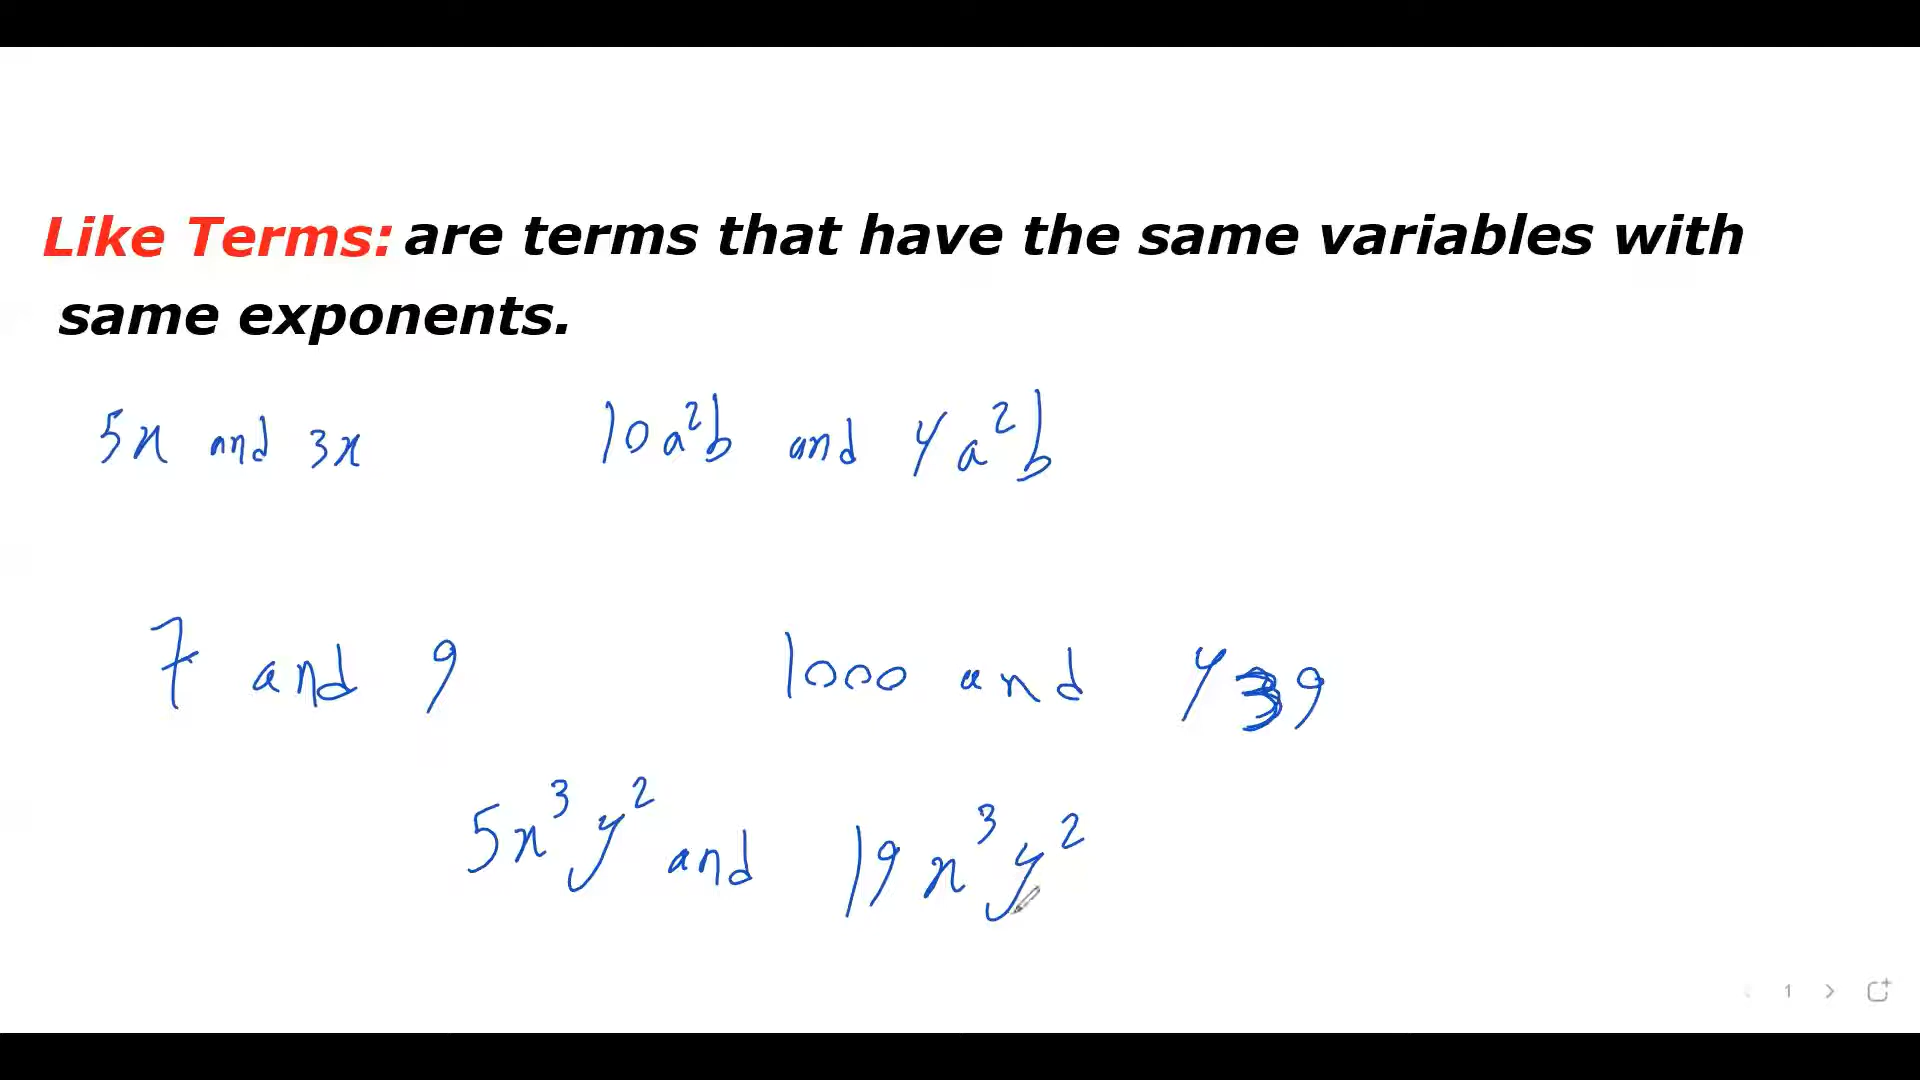 Like Terms: are terms that have the same variables with
same exponents.
5x and 3x 10a²b and 4a²b
7 and 9 1000 and 439
5x³y² and 19x³y²
1